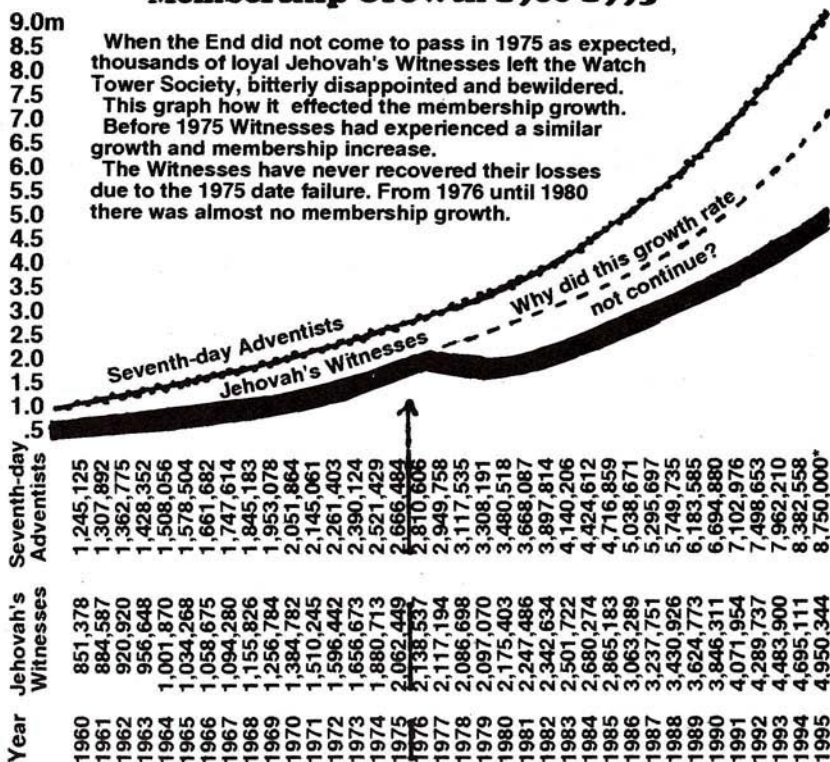 Membership Growth 1960-1995
9.0m
8.5
8.0
7.5
7.0
6.5
6.0
5.5
5.0
4.5
4.0
3.5
3.0
2.5
2.0
1.5
1.0
.5
When the End did not come to pass in 1975 as expected,
thousands of loyal Jehovah's Witnesses left the Watch
Tower Society, bitterly disappointed and bewildered.
This graph how it effected the membership growth.
Before 1975 Witnesses had experienced a similar
growth and membership increase.
The Witnesses have never recovered their losses
due to the 1975 date failure. From 1976 until 1980
there was almost no membership growth.
Why did this growth rate
not continue?
Seventh-day Adventists
Jehovah's Witnesses
Year Jehovah's Seventh-day
Witnesses Adventists
1960 851,378 1,245,125
1961 884,587 1,307,892
1962 920,920 1,362,775
1963 956,648 1,428,352
1964 1,001,870 1,508,056
1965 1,034,268 1,578,504
1966 1,058,675 1,661,682
1967 1,094,280 1,747,614
1968 1,155,826 1,845,183
1969 1,256,784 1,953,078
1970 1,384,782 2,051,864
1971 1,510,245 2,145,061
1972 1,596,442 2,261,403
1973 1,656,673 2,390,124
1974 1,880,713 2,521,429
1975 2,062,449 2,666,484
1976 2,138,537 2,810,606
1977 2,117,194 2,949,758
1978 2,086,698 3,117,535
1979 2,097,070 3,308,191
1980 2,175,403 3,480,518
1981 2,247,486 3,668,087
1982 2,342,634 3,897,814
1983 2,501,722 4,140,206
1984 2,680,274 4,424,612
1985 2,865,183 4,716,859
1986 3,063,289 5,038,671
1987 3,237,751 5,295,697
1988 3,430,926 5,749,735
1989 3,624,773 6,183,585
1990 3,846,311 6,694,880
1991 4,071,954 7,102,976
1992 4,289,737 7,498,653
1993 4,483,900 7,962,210
1994 4,695,111 8,382,558
1995 4,950,344 8,750,000*